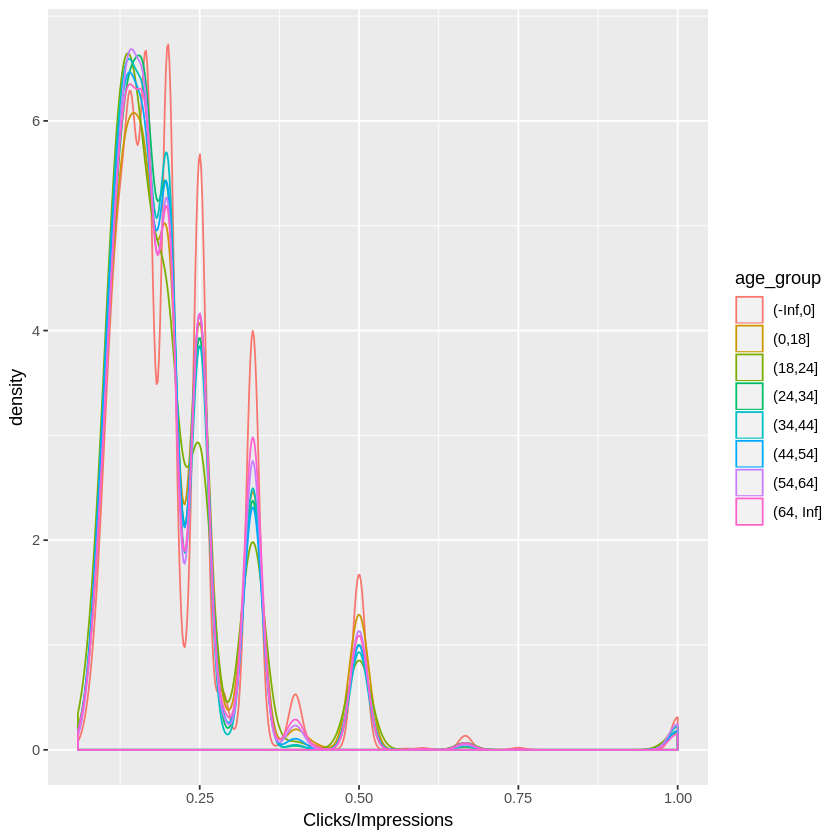 6
4
2
0
density
0.25
0.50
0.75
1.00
Clicks/Impressions
age_group
(-Inf,0]
(0,18]
(18,24]
(24,34]
(34,44]
(44,54]
(54,64]
(64, Inf]